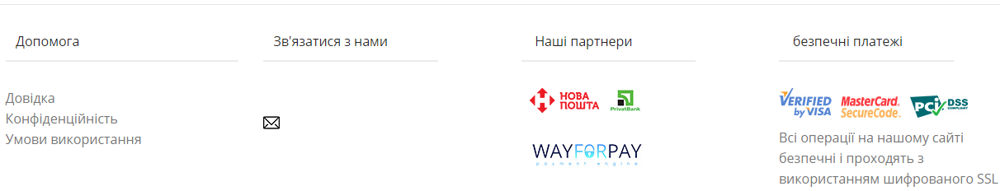 Допомога
Зв'язатися з нами
Наші партнери
безпечні платежі
Довідка
Конфіденційність
Умови використання
НОВА
ПОШТА
PrivatBank
WAYFORPAY
payment engine
VERIFIED
by VISA
MasterCard.
SecureCode.
PCi DSS
COMPLIANT
Всі операції на нашому сайті
безпечні і проходять з
використанням шифрованого SSL